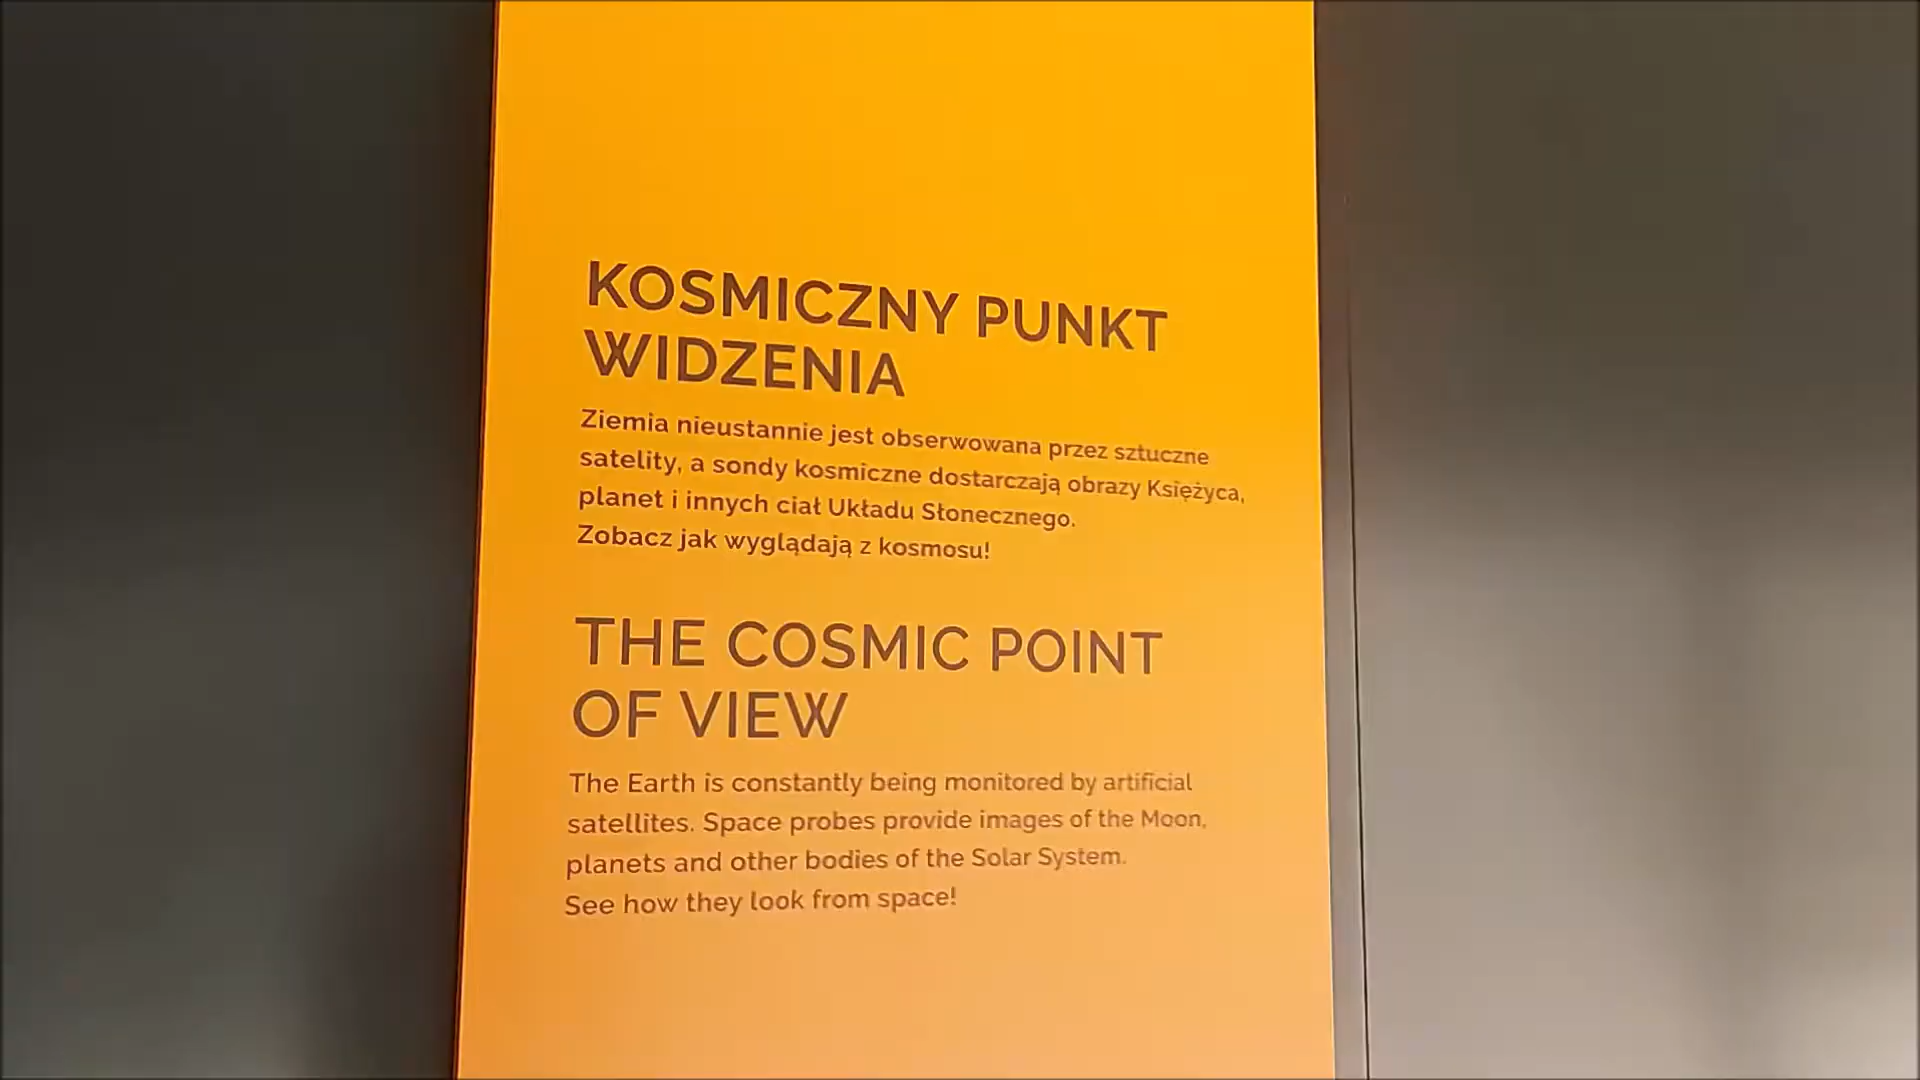 KOSMICZNY PUNKT
WIDZENIA
Ziemia nieustannie jest obserwowana przez sztuczne
satelity, a sondy kosmiczne dostarczają obrazy Księżyca,
planet i innych ciał Układu Słonecznego.
Zobacz jak wyglądają z kosmosu!
THE COSMIC POINT
OF VIEW
The Earth is constantly being monitored by artificial
satellites. Space probes provide images of the Moon,
planets and other bodies of the Solar System.
See how they look from space!